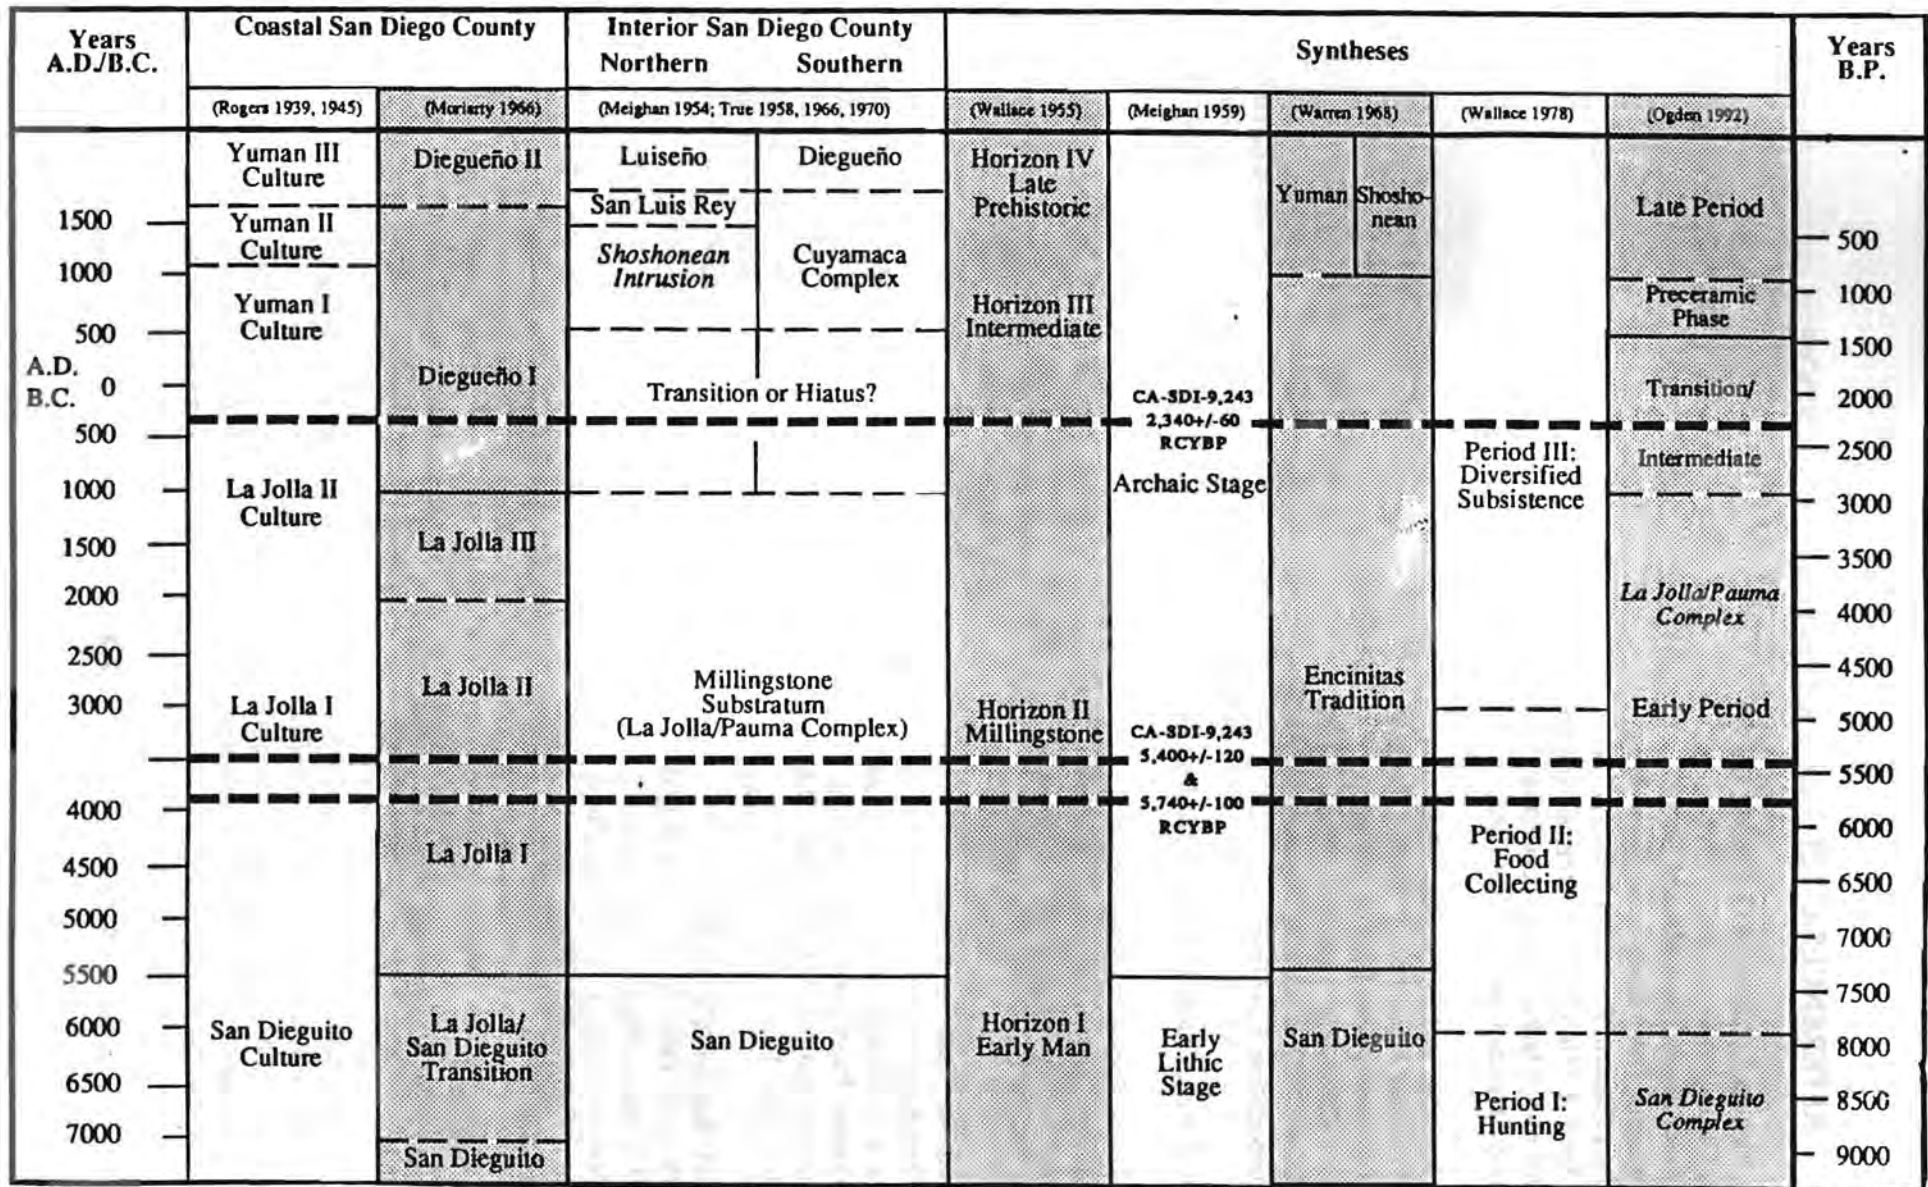 Years
A.D./B.C.
Coastal San Diego County
Interior San Diego County
Northern
Southern
Syntheses
Years
B.P.
(Rogers 1939, 1945)
(Moriarty 1966)
(Meighan 1954; True 1958, 1966, 1970)
(Wallace 1955)
(Meighan 1959)
(Warren 1968)
(Wallace 1978)
(Ogden 1992)
1500
1000
500
A.D.
0
B.C.
500
1000
1500
2000
2500
3000
4000
4500
5000
5500
6000
6500
7000
Yuman III
Culture
Yuman II
Culture
Yuman I
Culture
La Jolla II
Culture
La Jolla I
Culture
San Dieguito
Culture
Diegueño II
Diegueño I
La Jolla III
La Jolla II
La Jolla I
La Jolla/
San Dieguito
Transition
San Dieguito
Luiseño
San Luis Rey
Shoshonean
Intrusion
Diegueño
Cuyamaca
Complex
Transition or Hiatus?
Millingstone
Substratum
(La Jolla/Pauma Complex)
San Dieguito
Horizon IV
Late
Prehistoric
Horizon III
Intermediate
Horizon II
Millingstone
Horizon I
Early Man
CA-SDI-9,243
2,340+/-60
RCYBP
Archaic Stage
CA-SDI-9,243
5,400+/-120
&
5,740+/-100
RCYBP
Early
Lithic
Stage
Yuman
Shosho-
nean
Encinitas
Tradition
San Dieguito
Period III:
Diversified
Subsistence
Period II:
Food
Collecting
Period I:
Hunting
Late Period
Preceramic
Phase
Transition/
Intermediate
La Jolla/Pauma
Complex
Early Period
San Dieguito
Complex
500
1000
1500
2000
2500
3000
3500
4000
4500
5000
5500
6000
6500
7000
7500
8000
8500
9000